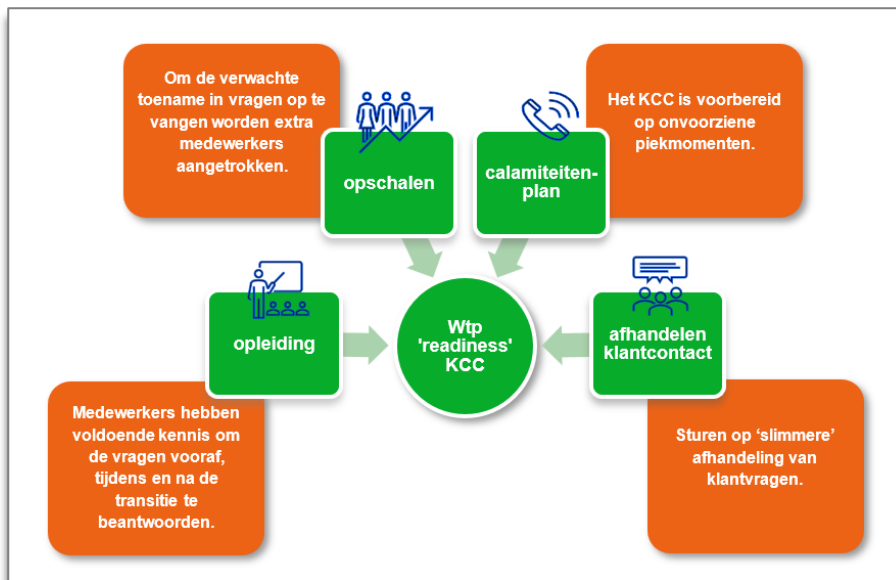 Om de verwachte
toename in vragen op te
vangen worden extra
medewerkers
aangetrokken.
opschalen
calamiteiten-
plan
Het KCC is voorbereid
op onvoorziene
piekmomenten.
opleiding
Wtp
'readiness'
KCC
afhandelen
klantcontact
Medewerkers hebben
voldoende kennis om
de vragen vooraf,
tijdens en na de
transitie te
beantwoorden.
Sturen op ‘slimmere’
afhandeling van
klantvragen.